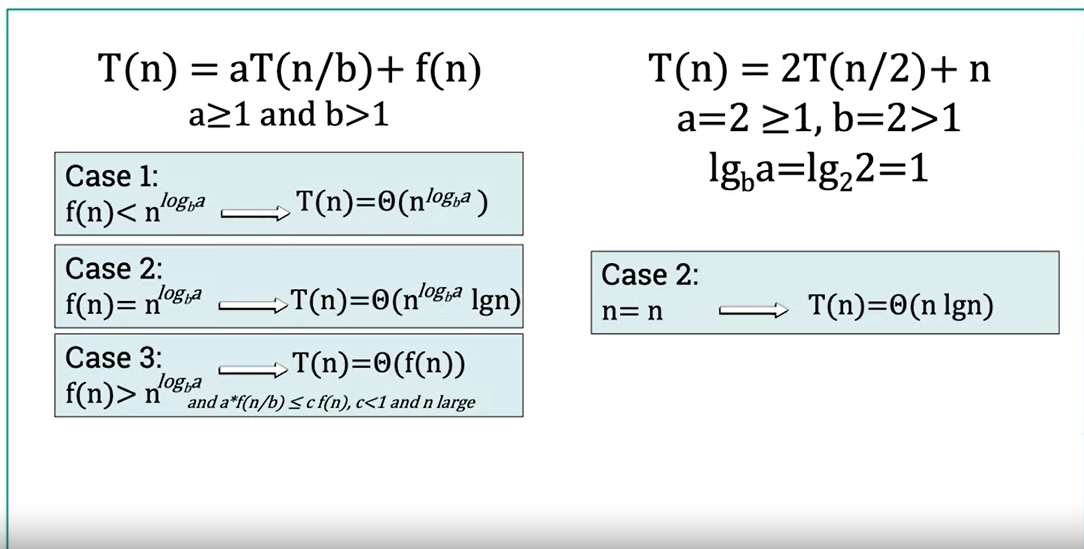 T(n) = aT(n/b)+ f(n)
a≥1 and b>1
Case 1:
f(n)< n^{log_b a} ⟶ T(n)=Θ(n^{log_b a} )
Case 2:
f(n)= n^{log_b a} ⟶ T(n)=Θ(n^{log_b a} lgn)
Case 3:
f(n)> n^{log_b a} ⟶ T(n)=Θ(f(n))
and a*f(n/b) ≤ c f(n), c<1 and n large
T(n) = 2T(n/2)+ n
a=2 ≥1, b=2>1
lg_b a=lg_2 2=1
Case 2:
n= n ⟶ T(n)=Θ(n lgn)